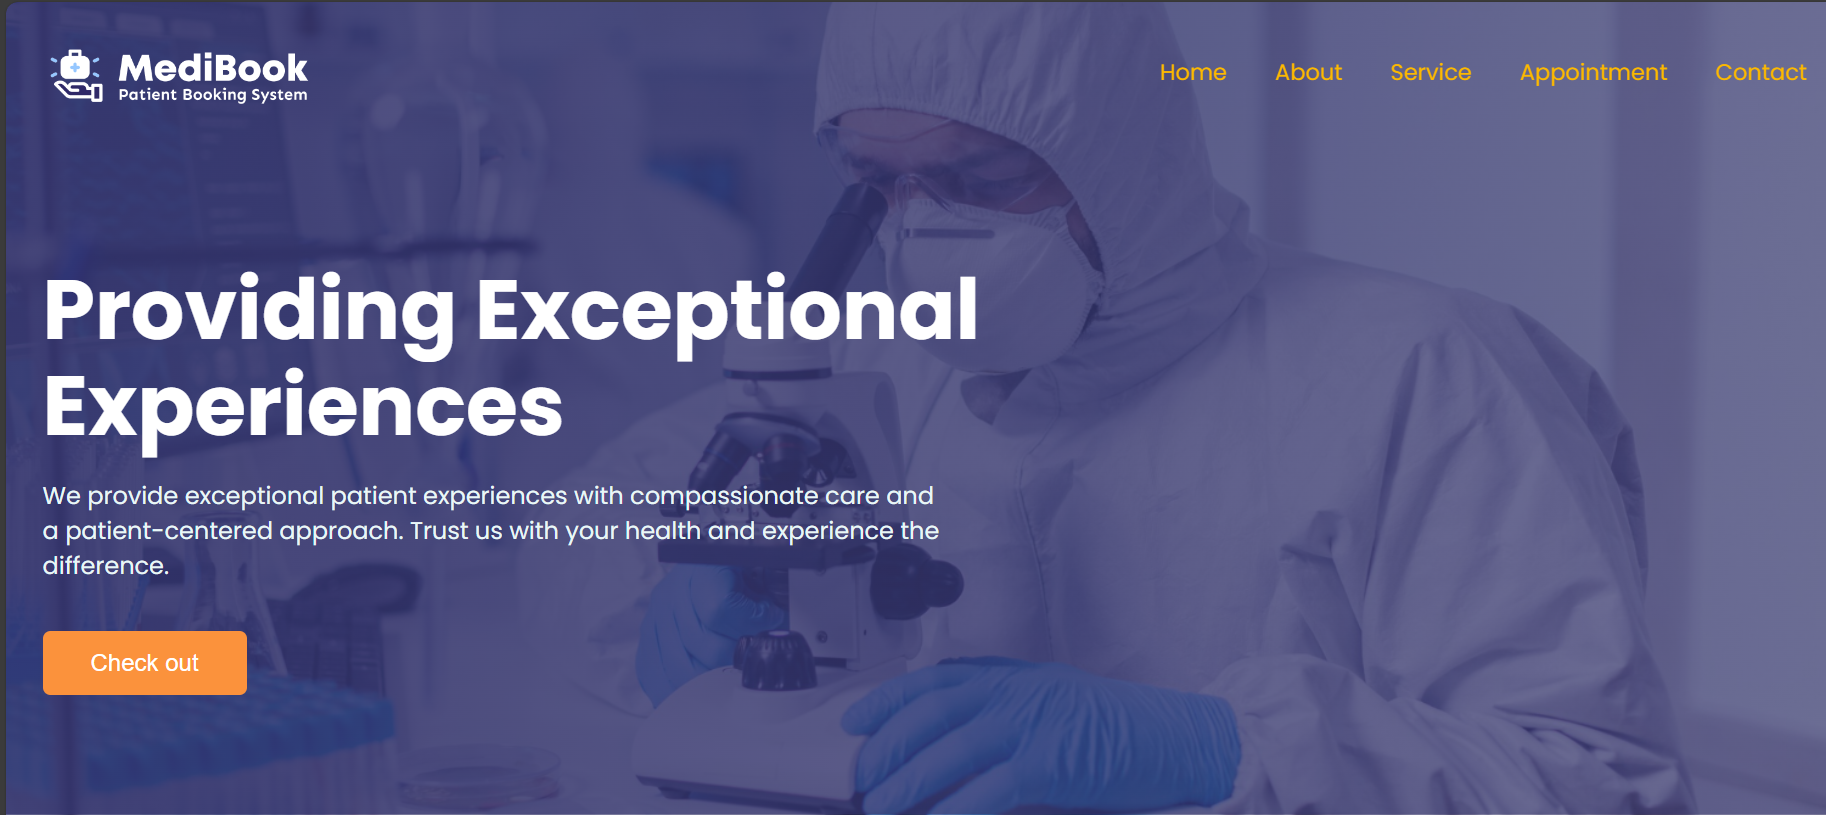 MediBook
Patient Booking System
Home
About
Service
Appointment
Contact
Providing Exceptional
Experiences
We provide exceptional patient experiences with compassionate care and
a patient-centered approach. Trust us with your health and experience the
difference.
Check out